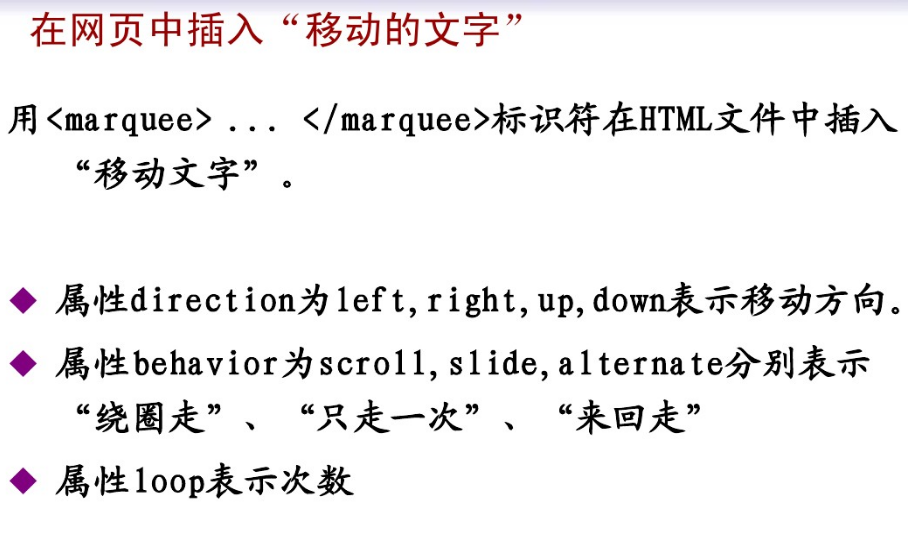 在网页中插入“移动的文字”
用<marquee> ... </marquee>标识符在HTML文件中插入
“移动文字”。
◆ 属性direction为left,right,up,down表示移动方向。
◆ 属性behavior为scroll,slide,alternate分别表示
“绕圈走”、“只走一次”、“来回走”
◆ 属性loop表示次数